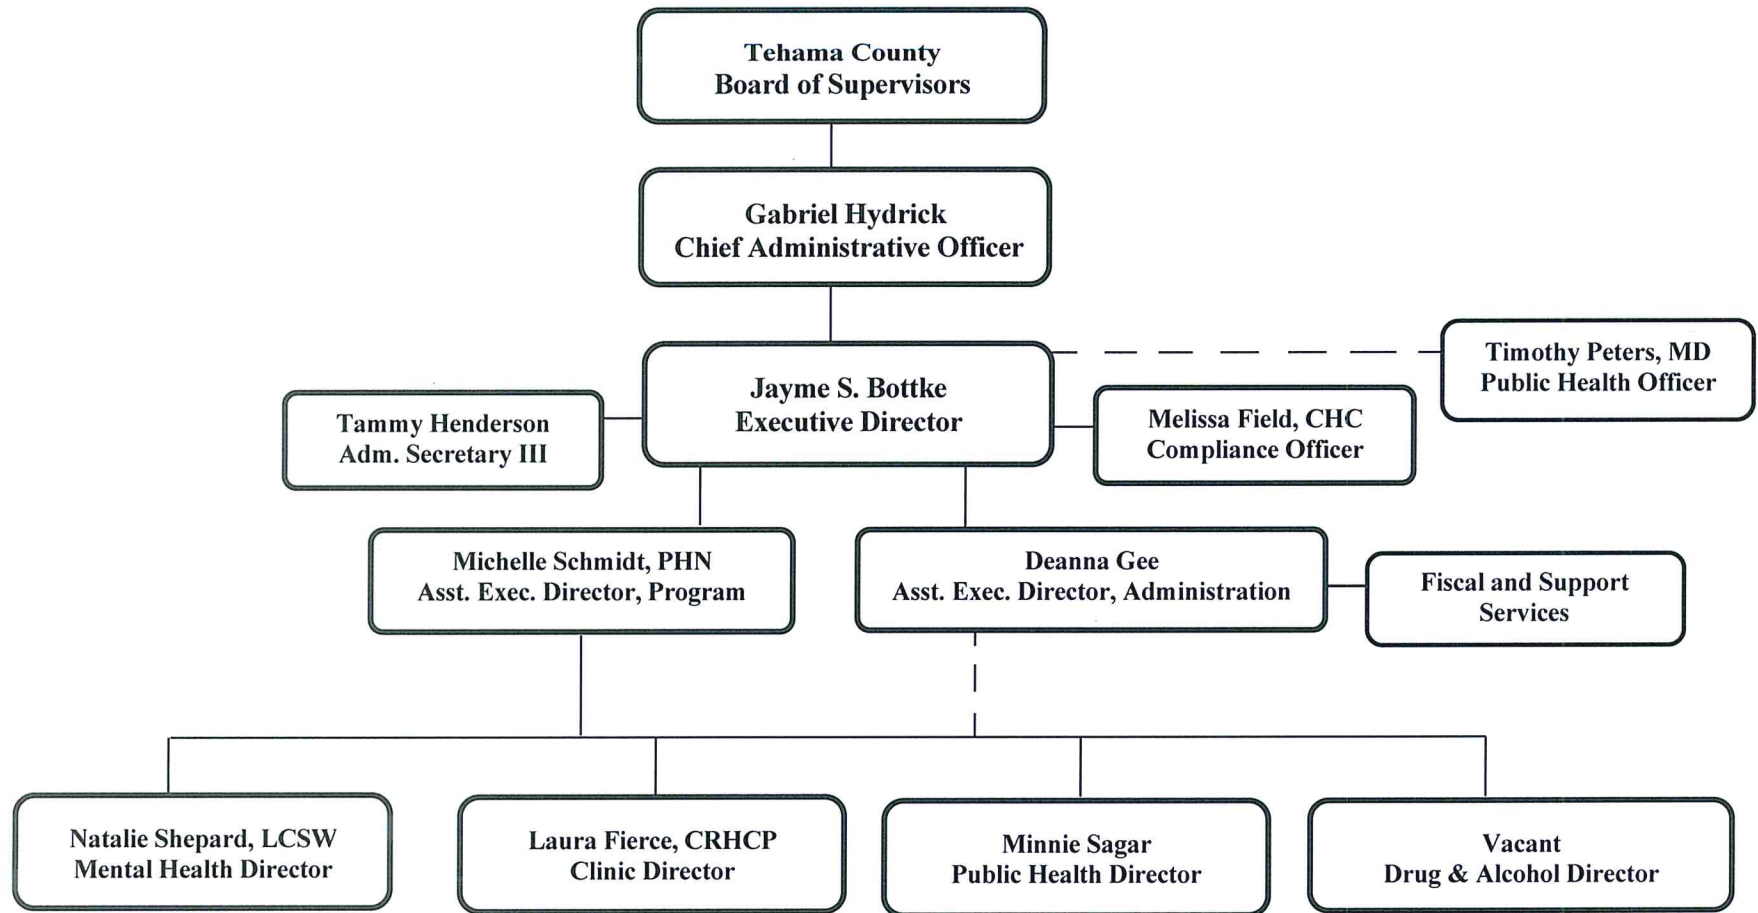 Tehama County
Board of Supervisors
Gabriel Hydrick
Chief Administrative Officer
Timothy Peters, MD
Public Health Officer
Jayme S. Bottke
Executive Director
Tammy Henderson
Adm. Secretary III
Melissa Field, CHC
Compliance Officer
Michelle Schmidt, PHN
Asst. Exec. Director, Program
Deanna Gee
Asst. Exec. Director, Administration
Fiscal and Support
Services
Natalie Shepard, LCSW
Mental Health Director
Laura Fierce, CRHCP
Clinic Director
Minnie Sagar
Public Health Director
Vacant
Drug & Alcohol Director